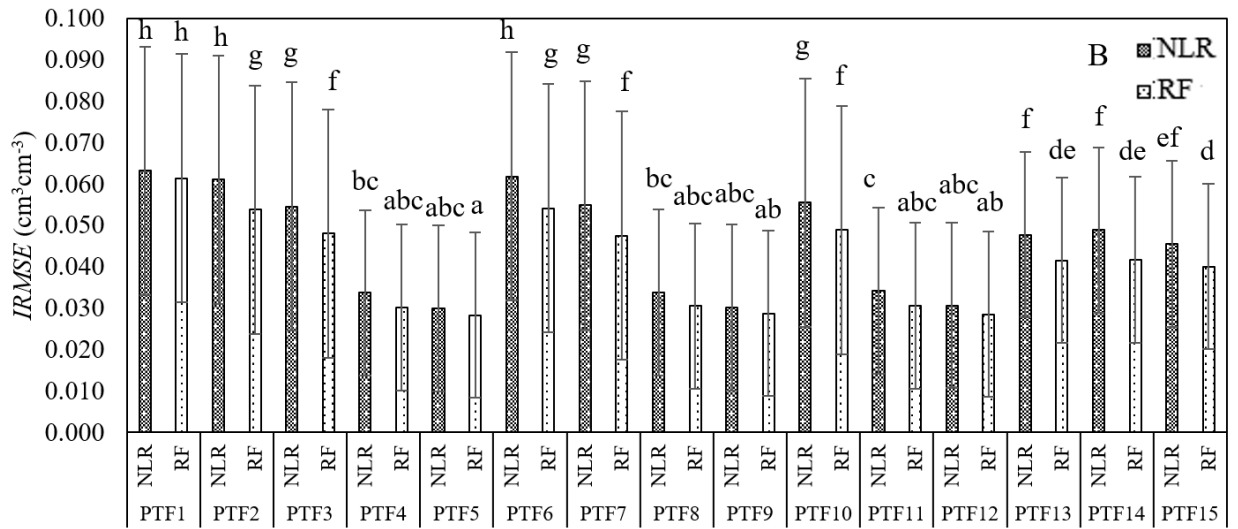 0.100
0.090
0.080
0.070
0.060
0.050
0.040
0.030
0.020
0.010
0.000
IRMSE (cm³cm⁻³)
h h h g g f bc abc abc a h g g f bc abc abc ab g f c abc abc ab f de f de ef d
B
NLR
RF
NLR RF NLR RF NLR RF NLR RF NLR RF NLR RF NLR RF NLR RF NLR RF NLR RF NLR RF NLR RF NLR RF NLR RF NLR RF
PTF1 PTF2 PTF3 PTF4 PTF5 PTF6 PTF7 PTF8 PTF9 PTF10 PTF11 PTF12 PTF13 PTF14 PTF15